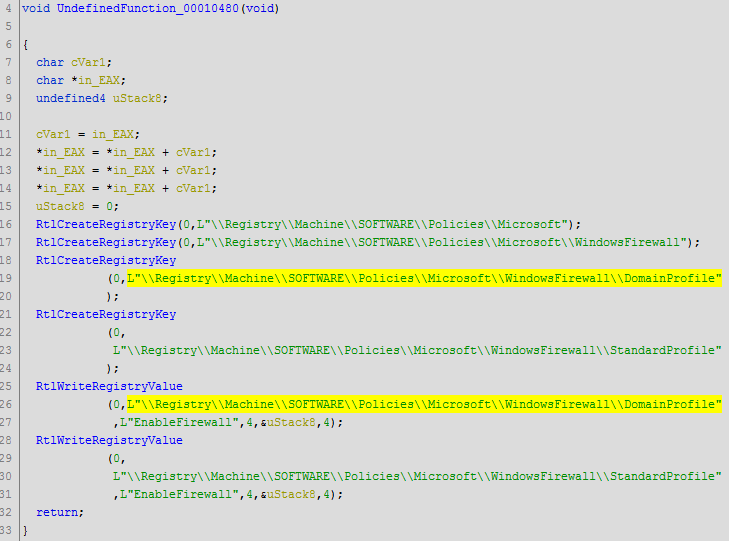 4 void UndefinedFunction_00010480(void)
5
6 {
7 char cVar1;
8 char *in_EAX;
9 undefined4 uStack8;
10
11 cVar1 = in_EAX;
12 *in_EAX = *in_EAX + cVar1;
13 *in_EAX = *in_EAX + cVar1;
14 *in_EAX = *in_EAX + cVar1;
15 uStack8 = 0;
16 RtlCreateRegistryKey(0,L"\\Registry\\Machine\\SOFTWARE\\Policies\\Microsoft");
17 RtlCreateRegistryKey(0,L"\\Registry\\Machine\\SOFTWARE\\Policies\\Microsoft\\WindowsFirewall");
18 RtlCreateRegistryKey
19 (0,L"\\Registry\\Machine\\SOFTWARE\\Policies\\Microsoft\\WindowsFirewall\\DomainProfile"
20 );
21 RtlCreateRegistryKey
22 (0,
23 L"\\Registry\\Machine\\SOFTWARE\\Policies\\Microsoft\\WindowsFirewall\\StandardProfile"
24 );
25 RtlWriteRegistryValue
26 (0,L"\\Registry\\Machine\\SOFTWARE\\Policies\\Microsoft\\WindowsFirewall\\DomainProfile"
27 ,L"EnableFirewall",4,&uStack8,4);
28 RtlWriteRegistryValue
29 (0,
30 L"\\Registry\\Machine\\SOFTWARE\\Policies\\Microsoft\\WindowsFirewall\\StandardProfile"
31 ,L"EnableFirewall",4,&uStack8,4);
32 return;
33 }